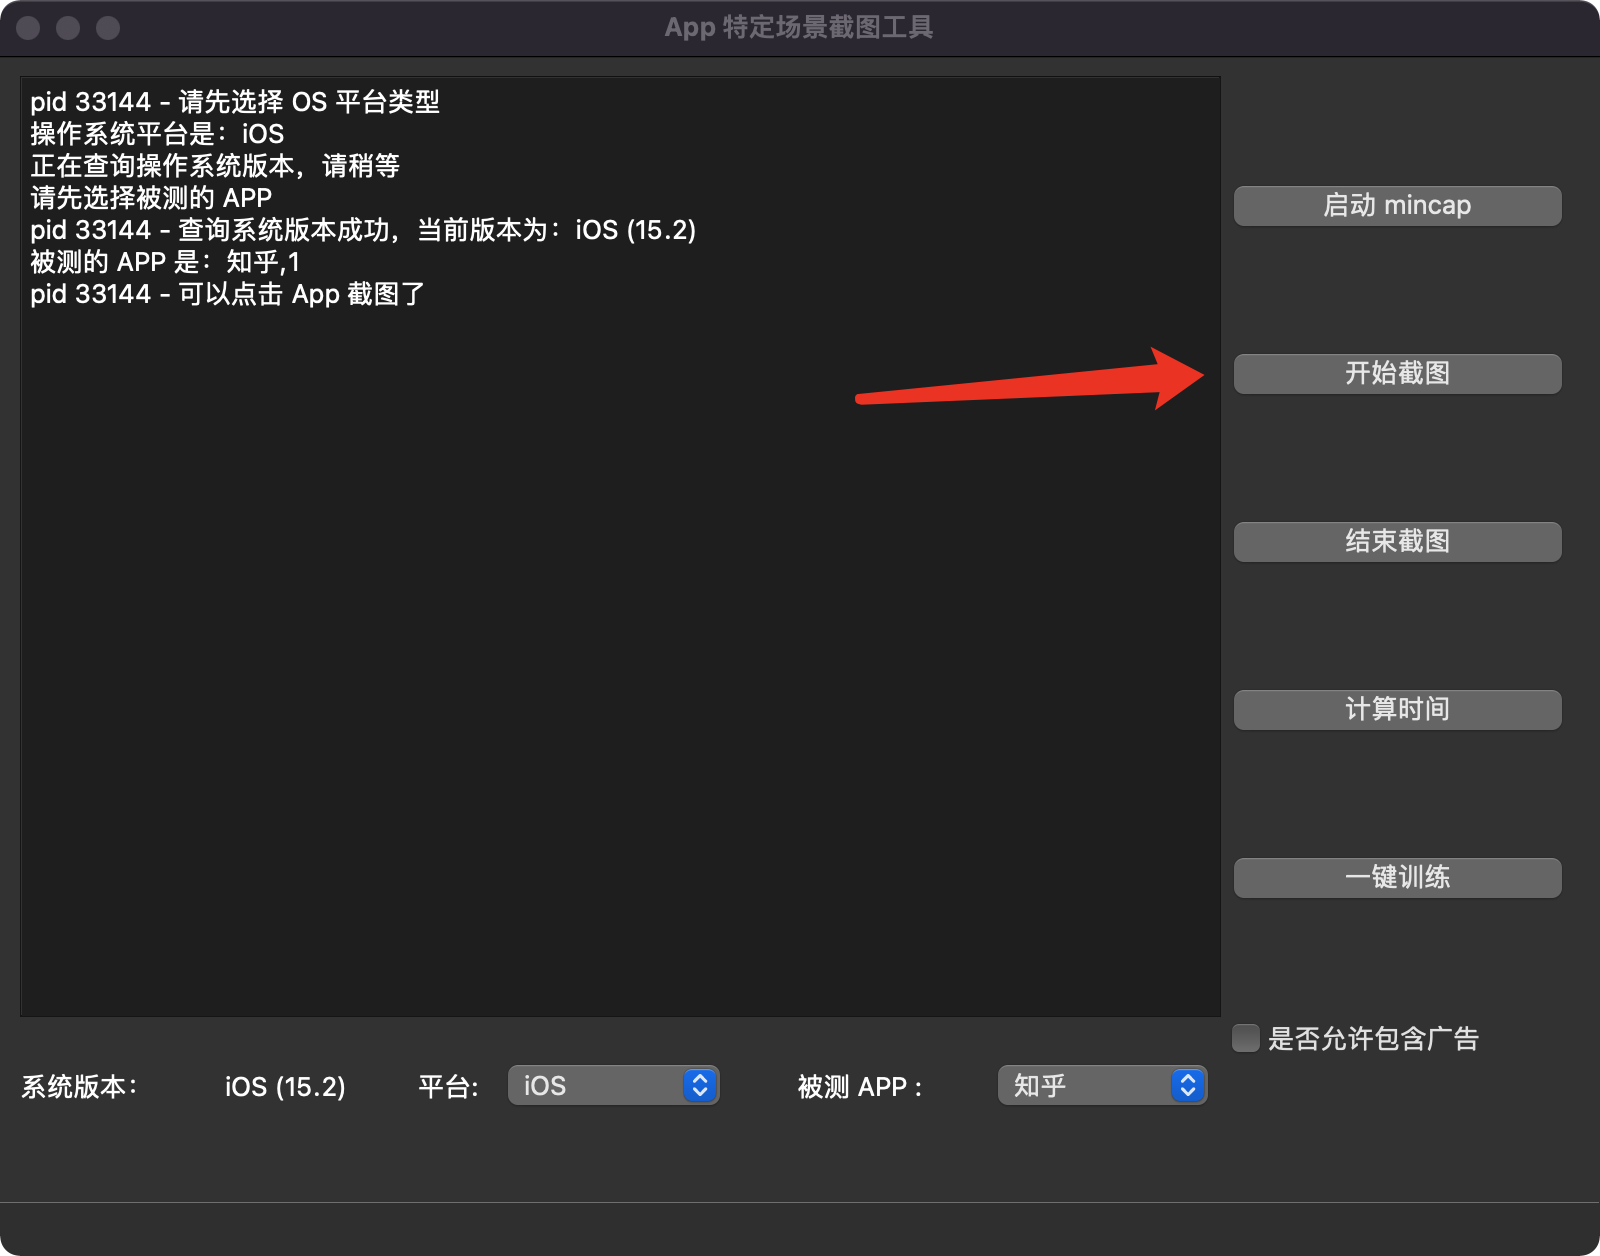 App 特定场景截图工具
pid 33144 - 请先选择 OS 平台类型
操作系统平台是：iOS
正在查询操作系统版本，请稍等
请先选择被测的 APP
pid 33144 - 查询系统版本成功，当前版本为：iOS (15.2)
被测的 APP 是：知乎,1
pid 33144 - 可以点击 App 截图了
启动 mincap
开始截图
结束截图
计算时间
一键训练
是否允许包含广告
系统版本： iOS (15.2) 平台: iOS 被测 APP : 知乎